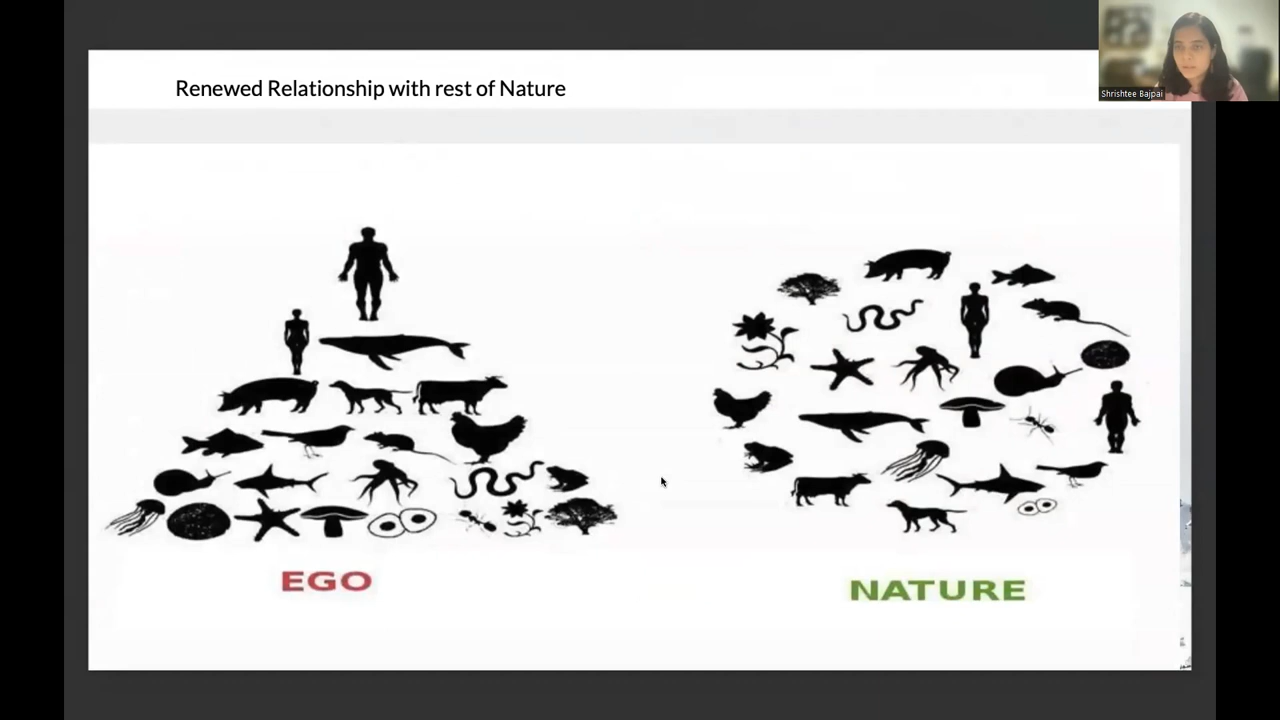 Renewed Relationship with rest of Nature
Shrishtee Bajpai
EGO
NATURE